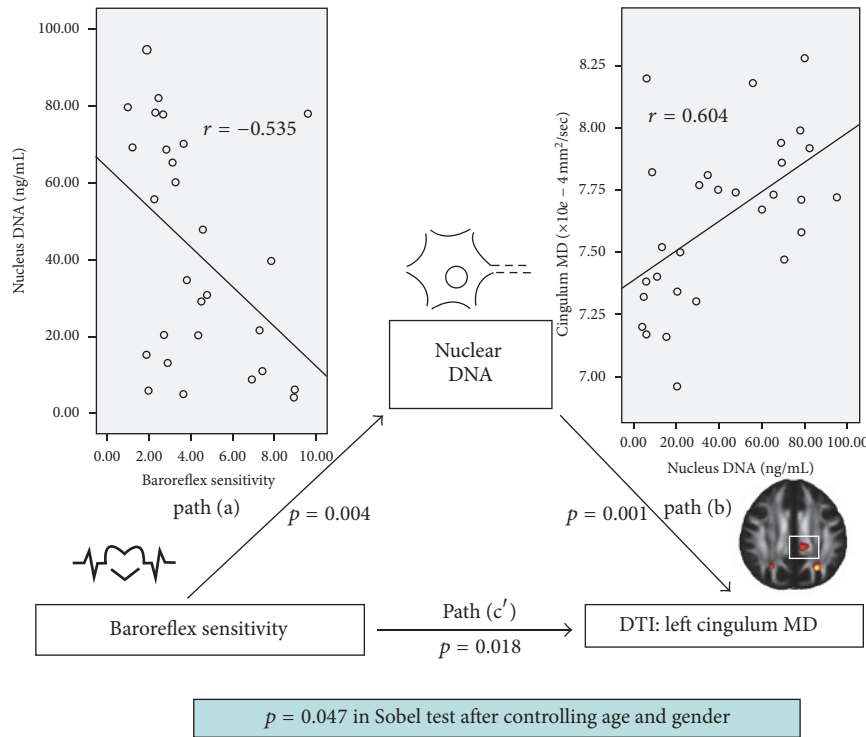 100.00
80.00
60.00
40.00
20.00
0.00
Nucleus DNA (ng/mL)
r = −0.535
0.00 2.00 4.00 6.00 8.00 10.00
Baroreflex sensitivity
8.25
8.00
7.75
7.50
7.25
7.00
Cingulum MD (×10e − 4 mm²/sec)
r = 0.604
0.00 20.00 40.00 60.00 80.00 100.00
Nucleus DNA (ng/mL)
Nuclear
DNA
path (a)
p = 0.004
p = 0.001
path (b)
Baroreflex sensitivity
Path (c′)
p = 0.018
DTI: left cingulum MD
p = 0.047 in Sobel test after controlling age and gender